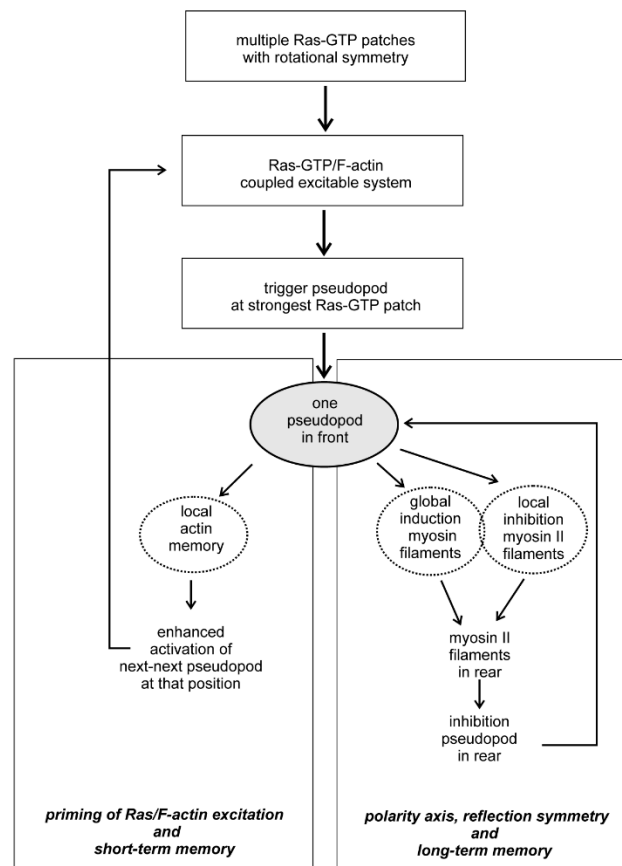 multiple Ras-GTP patches
with rotational symmetry
Ras-GTP/F-actin
coupled excitable system
trigger pseudopod
at strongest Ras-GTP patch
one
pseudopod
in front
local
actin
memory
enhanced
activation of
next-next pseudopod
at that position
priming of Ras/F-actin excitation
and
short-term memory
global
induction
myosin
filaments
local
inhibition
myosin II
filaments
myosin II
filaments
in rear
inhibition
pseudopod
in rear
polarity axis, reflection symmetry
and
long-term memory